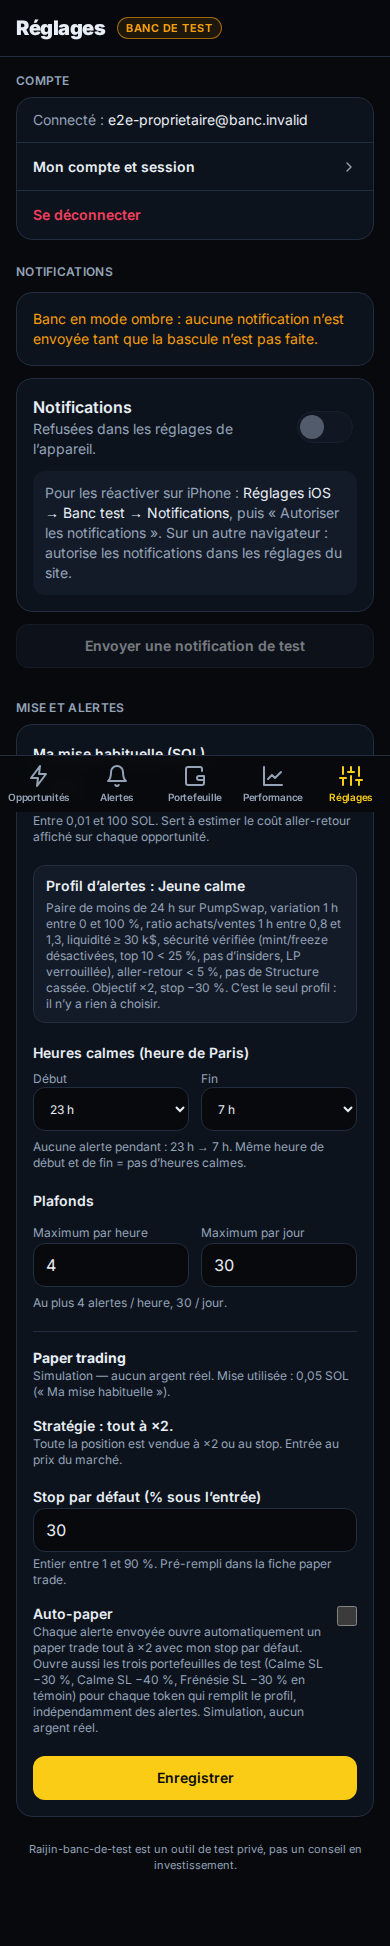 Réglages BANC DE TEST
COMPTE
Connecté : e2e-proprietaire@banc.invalid
Mon compte et session
Se déconnecter
NOTIFICATIONS
Banc en mode ombre : aucune notification n’est
envoyée tant que la bascule n’est pas faite.
Notifications
Refusées dans les réglages de
l’appareil.
Pour les réactiver sur iPhone : Réglages iOS
→ Banc test → Notifications, puis « Autoriser
les notifications ». Sur un autre navigateur :
autorise les notifications dans les réglages du
site.
Envoyer une notification de test
MISE ET ALERTES
Ma mise habituelle (SOL)
Opportunités Alertes Portefeuille Performance Réglages
Entre 0,01 et 100 SOL. Sert à estimer le coût aller-retour
affiché sur chaque opportunité.
Profil d’alertes : Jeune calme
Paire de moins de 24 h sur PumpSwap, variation 1 h
entre 0 et 100 %, ratio achats/ventes 1 h entre 0,8 et
1,3, liquidité ≥ 30 k$, sécurité vérifiée (mint/freeze
désactivées, top 10 < 25 %, pas d’insiders, LP
verrouillée), aller-retour < 5 %, pas de Structure
cassée. Objectif ×2, stop −30 %. C’est le seul profil :
il n’y a rien à choisir.
Heures calmes (heure de Paris)
Début Fin
23 h 7 h
Aucune alerte pendant : 23 h → 7 h. Même heure de
début et de fin = pas d’heures calmes.
Plafonds
Maximum par heure Maximum par jour
4 30
Au plus 4 alertes / heure, 30 / jour.
Paper trading
Simulation — aucun argent réel. Mise utilisée : 0,05 SOL
(« Ma mise habituelle »).
Stratégie : tout à ×2.
Toute la position est vendue à ×2 ou au stop. Entrée au
prix du marché.
Stop par défaut (% sous l’entrée)
30
Entier entre 1 et 90 %. Pré-rempli dans la fiche paper
trade.
Auto-paper
Chaque alerte envoyée ouvre automatiquement un
paper trade tout à ×2 avec mon stop par défaut.
Ouvre aussi les trois portefeuilles de test (Calme SL
−30 %, Calme SL −40 %, Frénésie SL −30 % en
témoin) pour chaque token qui remplit le profil,
indépendamment des alertes. Simulation, aucun
argent réel.
Enregistrer
Raijin-banc-de-test est un outil de test privé, pas un conseil en
investissement.